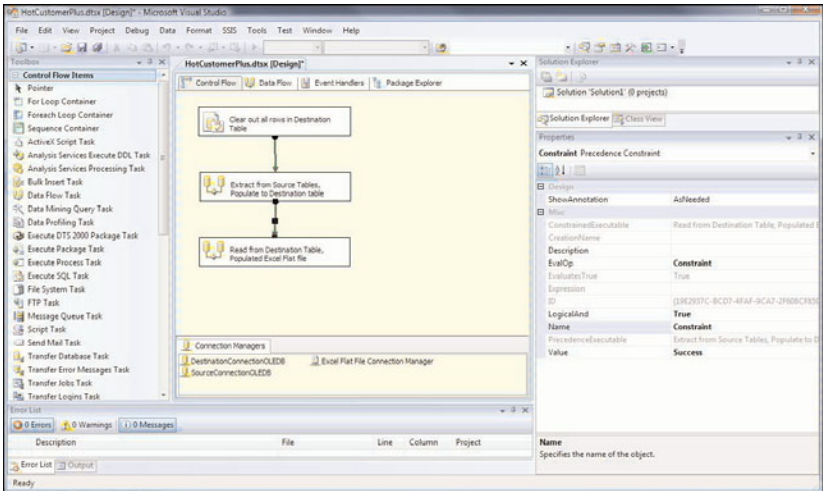 HotCustomerPlus.dtsx [Design]* - Microsoft Visual Studio
File Edit View Project Debug Data Format SSIS Tools Test Window Help
Toolbox
Control Flow Items
Pointer
For Loop Container
Foreach Loop Container
Sequence Container
ActiveX Script Task
Analysis Services Execute DDL Task
Analysis Services Processing Task
Bulk Insert Task
Data Flow Task
Data Mining Query Task
Data Profiling Task
Execute DTS 2000 Package Task
Execute Package Task
Execute Process Task
Execute SQL Task
File System Task
FTP Task
Message Queue Task
Script Task
Send Mail Task
Transfer Database Task
Transfer Error Messages Task
Transfer Jobs Task
Transfer Logins Task
HotCustomerPlus.dtsx [Design]*
Control Flow Data Flow Event Handlers Package Explorer
Clear out all rows in Destination
Table
Extract from Source Tables,
Populate to Destination table
Read from Destination Table,
Populated Excel Flat file
Connection Managers
DestinationConnectionOLEDB Excel Flat File Connection Manager
SourceConnectionOLEDB
Solution Explorer
Solution 'Solution1' (0 projects)
Solution Explorer Class View
Properties
Constraint Precedence Constraint
Design
ShowAnnotation AsNeeded
Misc
ConstrainedExecutable Read from Destination Table, Populated E
CreationName
Description
EvalOp Constraint
EvaluatesTrue True
Expression
ID
LogicalAnd True
Name Constraint
PrecedenceExecutable Extract from Source Tables, Populate to D
Value Success
Name
Specifies the name of the object.
Error List
0 Errors 0 Warnings 0 Messages
Description File Line Column Project
Error List Output
Ready